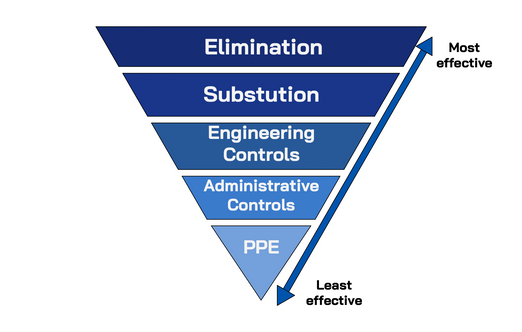 Elimination
Most
effective
Substution
Engineering
Controls
Administrative
Controls
PPE
Least
effective